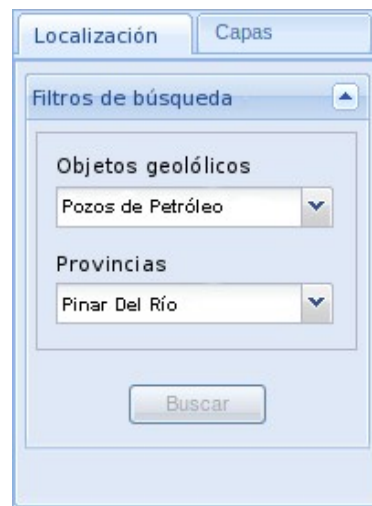 Localización
Capas
Filtros de búsqueda
Objetos geolólicos
Pozos de Petróleo
Provincias
Pinar Del Río
Buscar